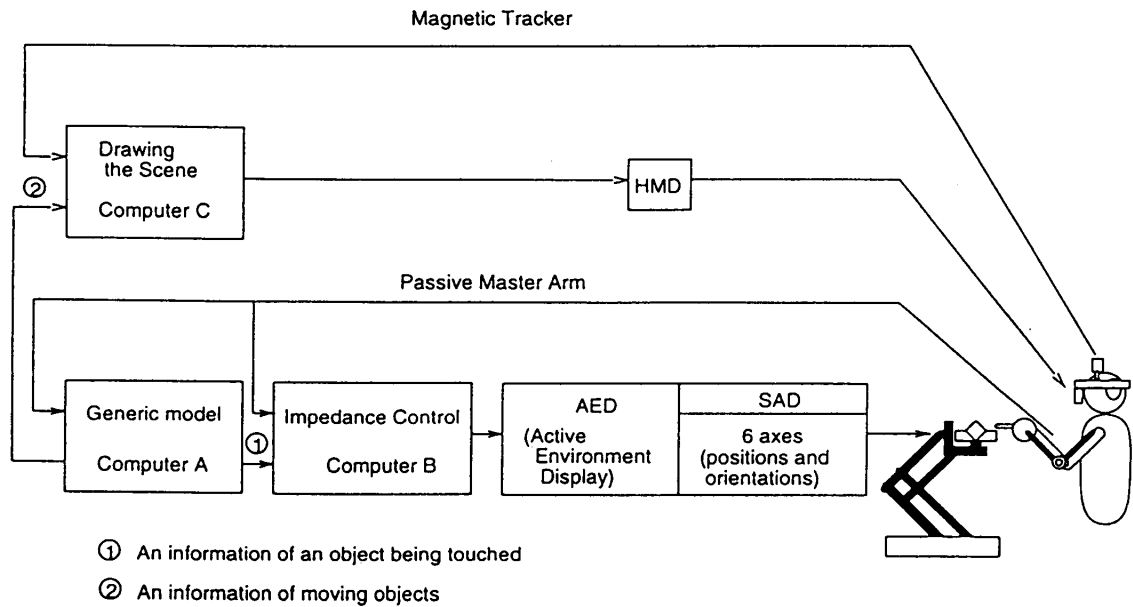 Magnetic Tracker
Drawing
the Scene
Computer C
②
HMD
Passive Master Arm
Generic model
Computer A
①
Impedance Control
Computer B
AED
(Active
Environment
Display)
SAD
6 axes
(positions and
orientations)
① An information of an object being touched
② An information of moving objects